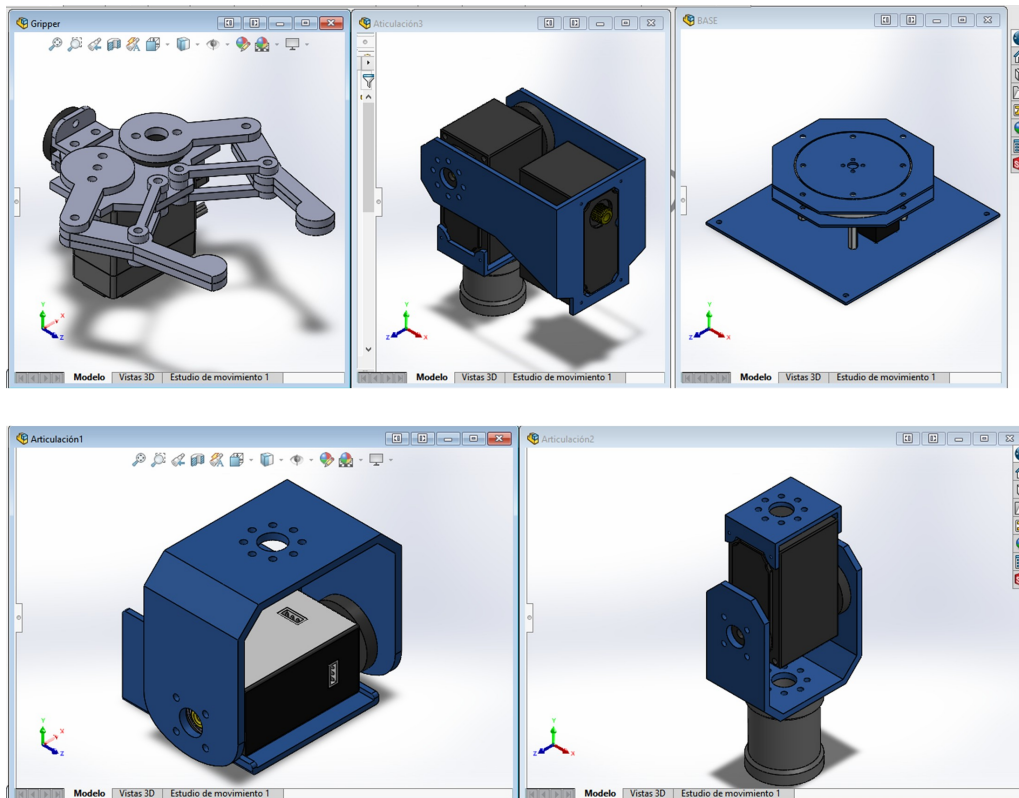 Gripper
Aticulación3
BASE
Modelo Vistas 3D Estudio de movimiento 1
Modelo Vistas 3D Estudio de movimiento 1
Modelo Vistas 3D Estudio de movimiento 1
Articulación1
Articulación2
Modelo Vistas 3D Estudio de movimiento 1
Modelo Vistas 3D Estudio de movimiento 1